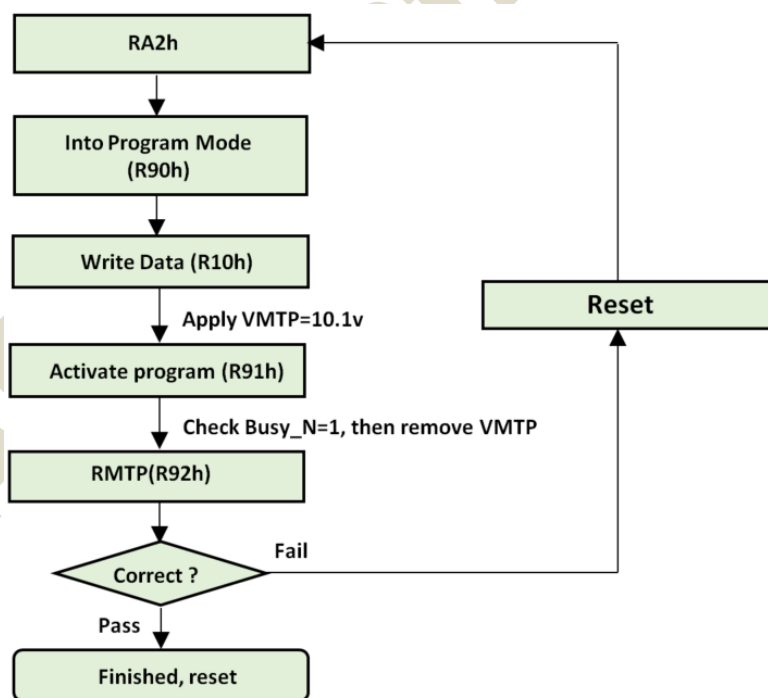 RA2h
Into Program Mode
(R90h)
Write Data (R10h)
Apply VMTP=10.1v
Reset
Activate program (R91h)
Check Busy_N=1, then remove VMTP
RMTP(R92h)
Fail
Correct ?
Pass
Finished, reset